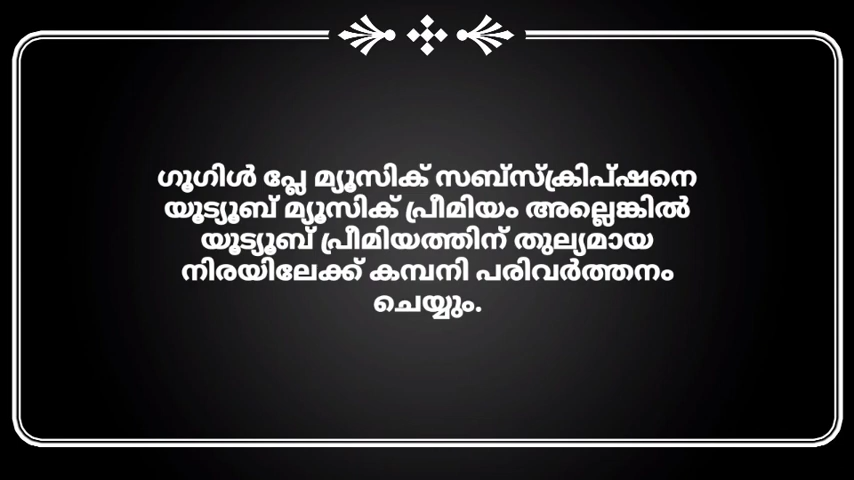 ഗൂഗിൾ പ്ലേ മ്യൂസിക് സബ്സ്ക്രിപ്ഷനെ
യൂട്യൂബ് മ്യൂസിക് പ്രീമിയം അല്ലെങ്കിൽ
യൂട്യൂബ് പ്രീമിയത്തിന് തുല്യമായ
നിരയിലേക്ക് കമ്പനി പരിവർത്തനം
ചെയ്യും.